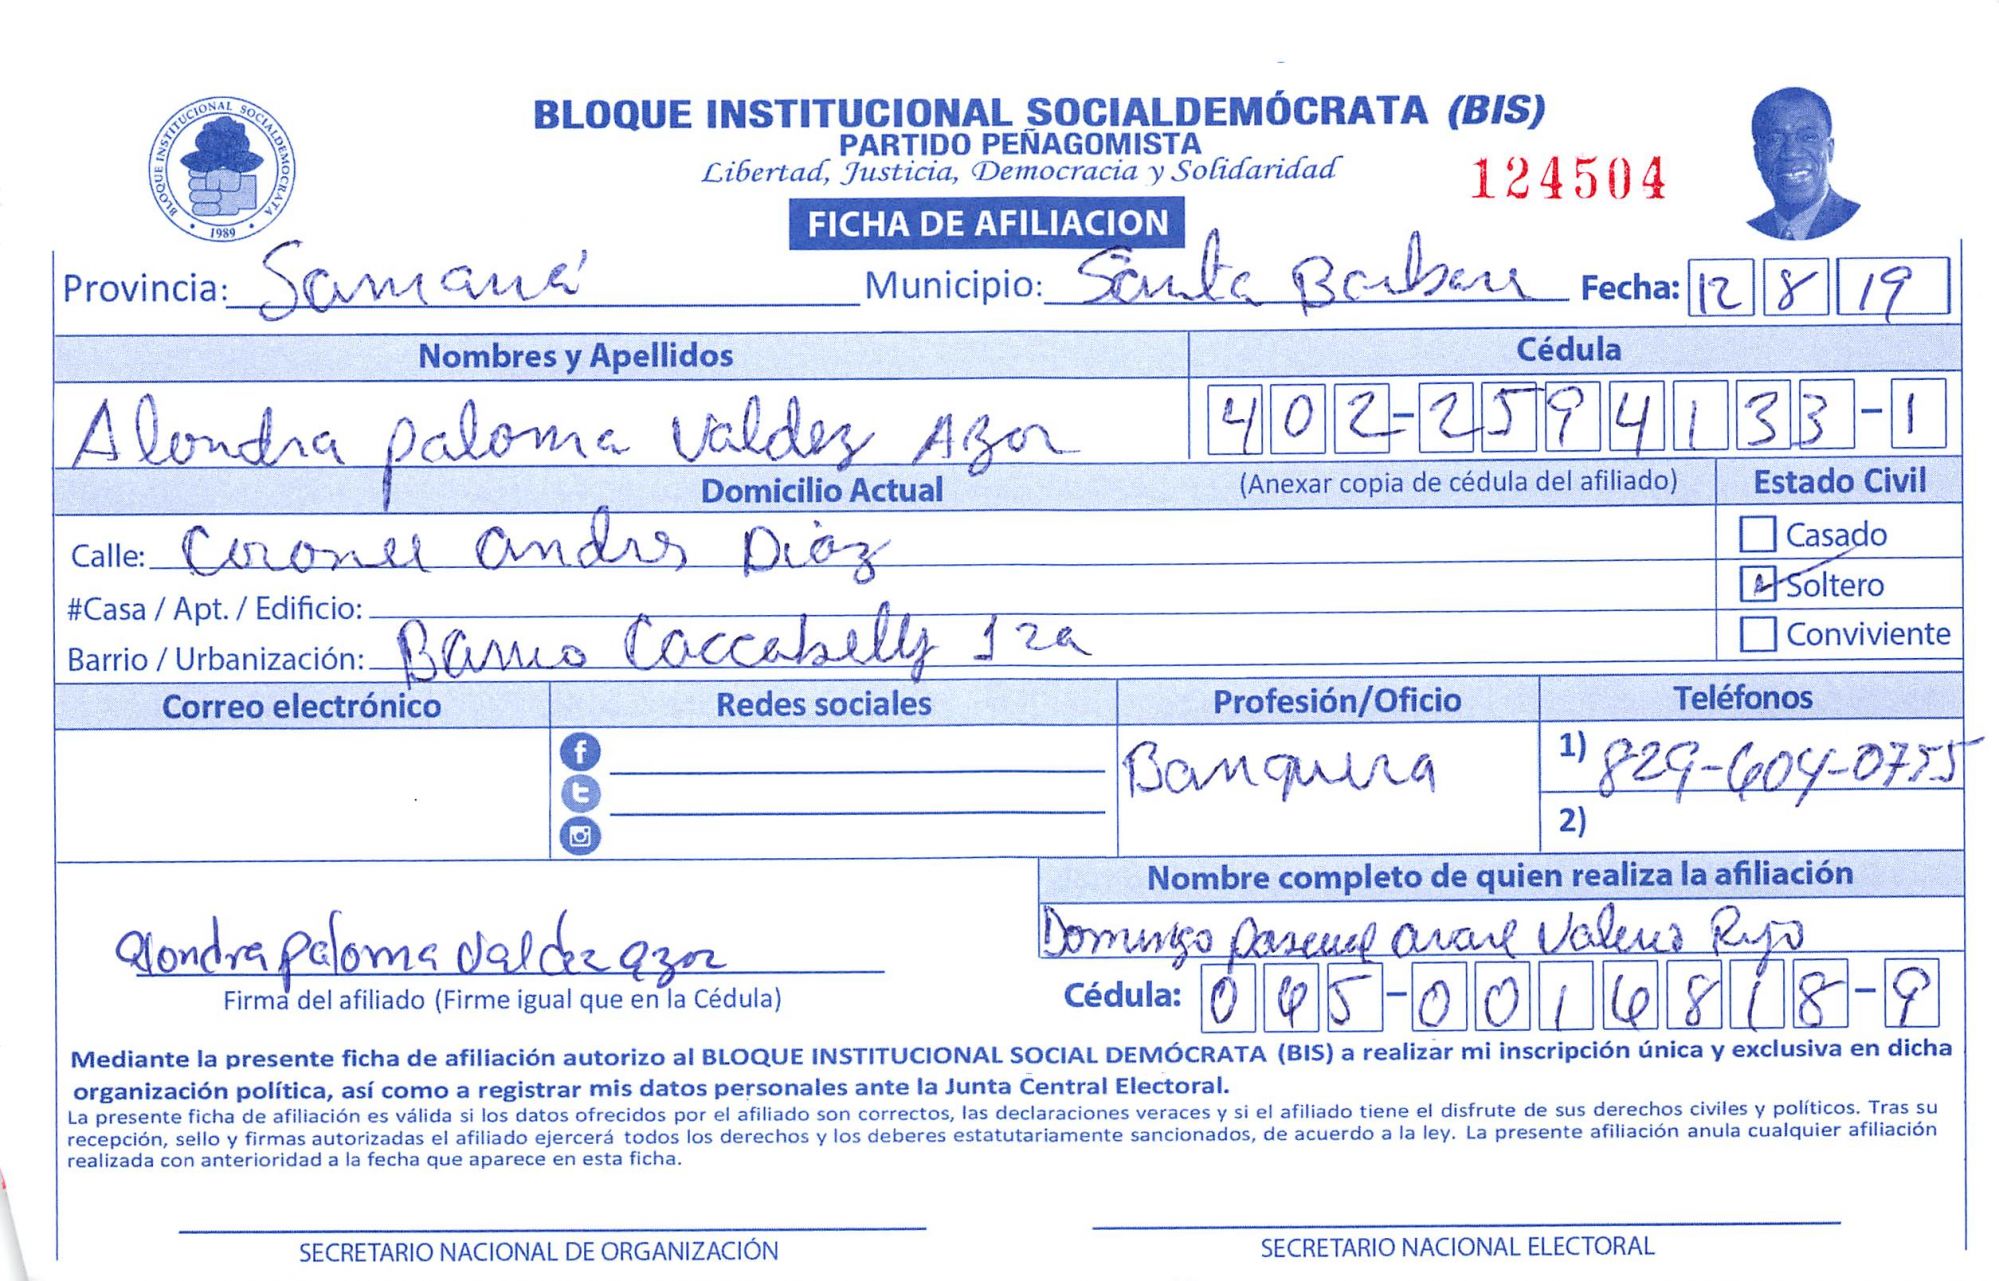 BLOQUE INSTITUCIONAL SOCIALDEMÓCRATA (BIS)
PARTIDO PEÑAGOMISTA
Libertad, Justicia, Democracia y Solidaridad
124504
BLOQUE INSTITUCIONAL SOCIALDEMOCRATA
1989
FICHA DE AFILIACION
Provincia: Samaná Municipio: Santa Barbara Fecha: 12 8 19
Nombres y Apellidos Cédula
Alondra Paloma Valdez Azor 402-2594133-1
Domicilio Actual (Anexar copia de cédula del afiliado) Estado Civil
Calle: Coronel Andres Diáz Casado
#Casa / Apt. / Edificio: Soltero
Barrio / Urbanización: Barrio Conviviente
Correo electrónico Redes sociales Profesión/Oficio Teléfonos
Banquera 1) 829-604-0755
2)
Nombre completo de quien realiza la afiliación
Domingo Pascual Valerio Rijo
Alondra Paloma Valdez Azor
Firma del afiliado (Firme igual que en la Cédula) Cédula: 045-0016818-9
Mediante la presente ficha de afiliación autorizo al BLOQUE INSTITUCIONAL SOCIAL DEMÓCRATA (BIS) a realizar mi inscripción única y exclusiva en dicha
organización política, así como a registrar mis datos personales ante la Junta Central Electoral.
La presente ficha de afiliación es válida si los datos ofrecidos por el afiliado son correctos, las declaraciones veraces y si el afiliado tiene el disfrute de sus derechos civiles y políticos. Tras su
recepción, sello y firmas autorizadas el afiliado ejercerá todos los derechos y los deberes estatutariamente sancionados, de acuerdo a la ley. La presente afiliación anula cualquier afiliación
realizada con anterioridad a la fecha que aparece en esta ficha.
SECRETARIO NACIONAL DE ORGANIZACIÓN SECRETARIO NACIONAL ELECTORAL